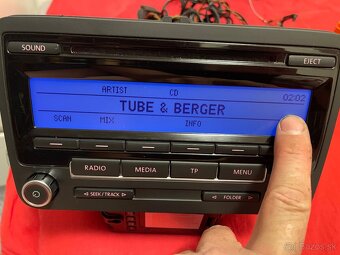 SOUND
EJECT
ARTIST CD
02:02
TUBE & BERGER
SCAN MIX INFO
RADIO MEDIA TP MENU
SEEK / TRACK FOLDER